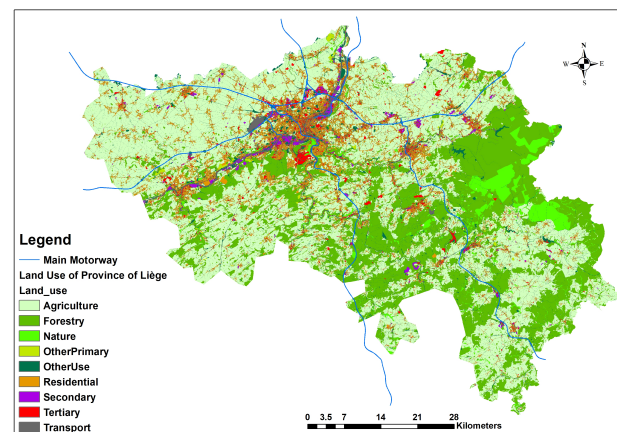 N
W E
S
Legend
Main Motorway
Land Use of Province of Liège
Land_use
Agriculture
Forestry
Nature
OtherPrimary
OtherUse
Residential
Secondary
Tertiary
Transport
0 3.5 7 14 21 28
Kilometers